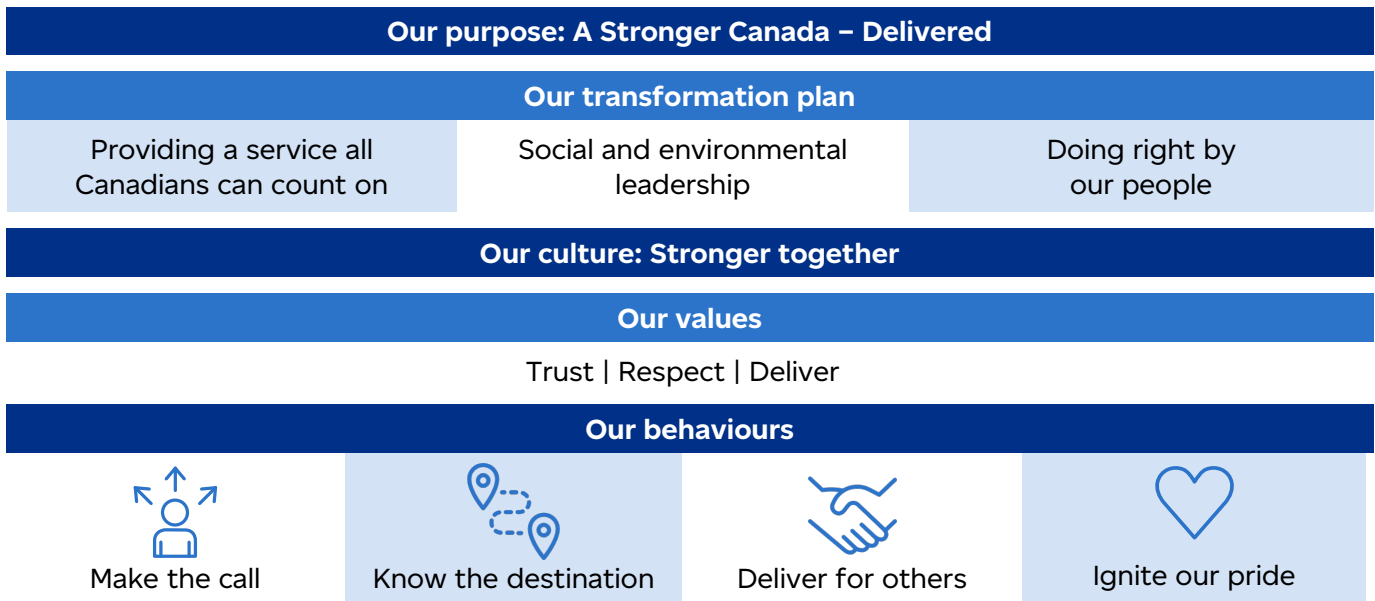 Our purpose: A Stronger Canada – Delivered
Our transformation plan
Providing a service all
Canadians can count on
Social and environmental
leadership
Doing right by
our people
Our culture: Stronger together
Our values
Trust | Respect | Deliver
Our behaviours
Make the call
Know the destination
Deliver for others
Ignite our pride